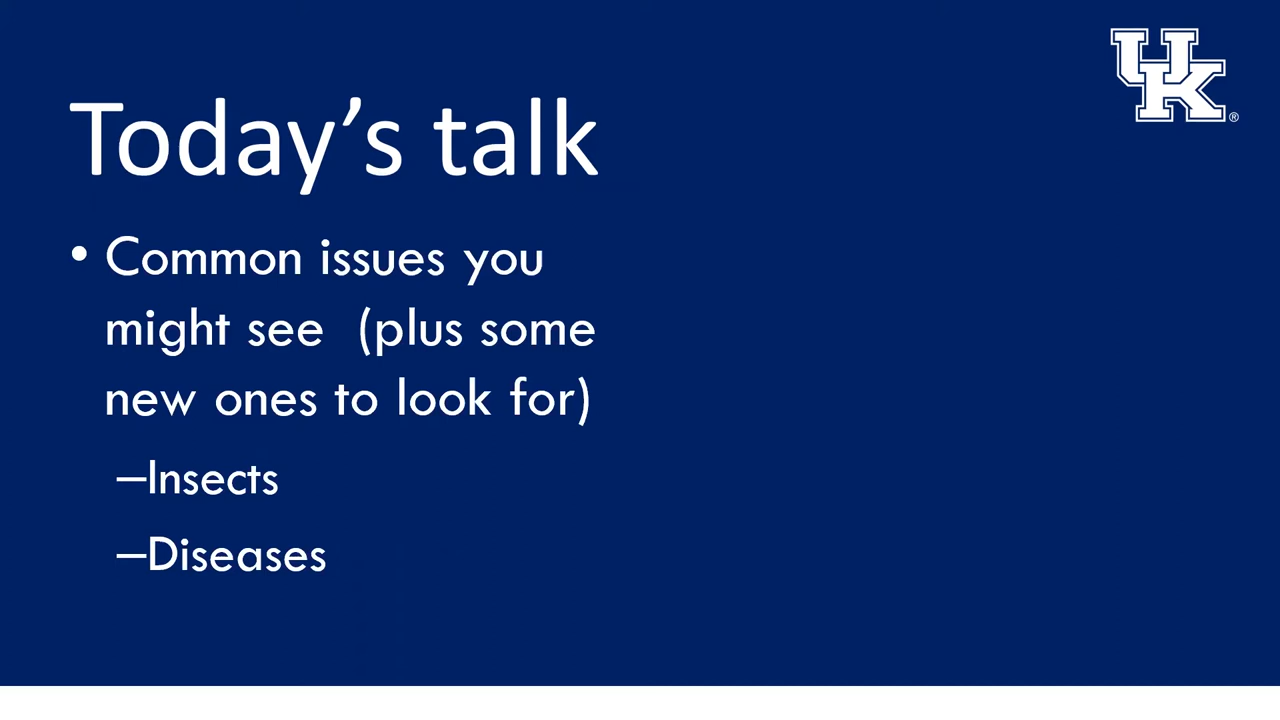 UK®
Today’s talk
• Common issues you
might see  (plus some
new ones to look for)
–Insects
–Diseases